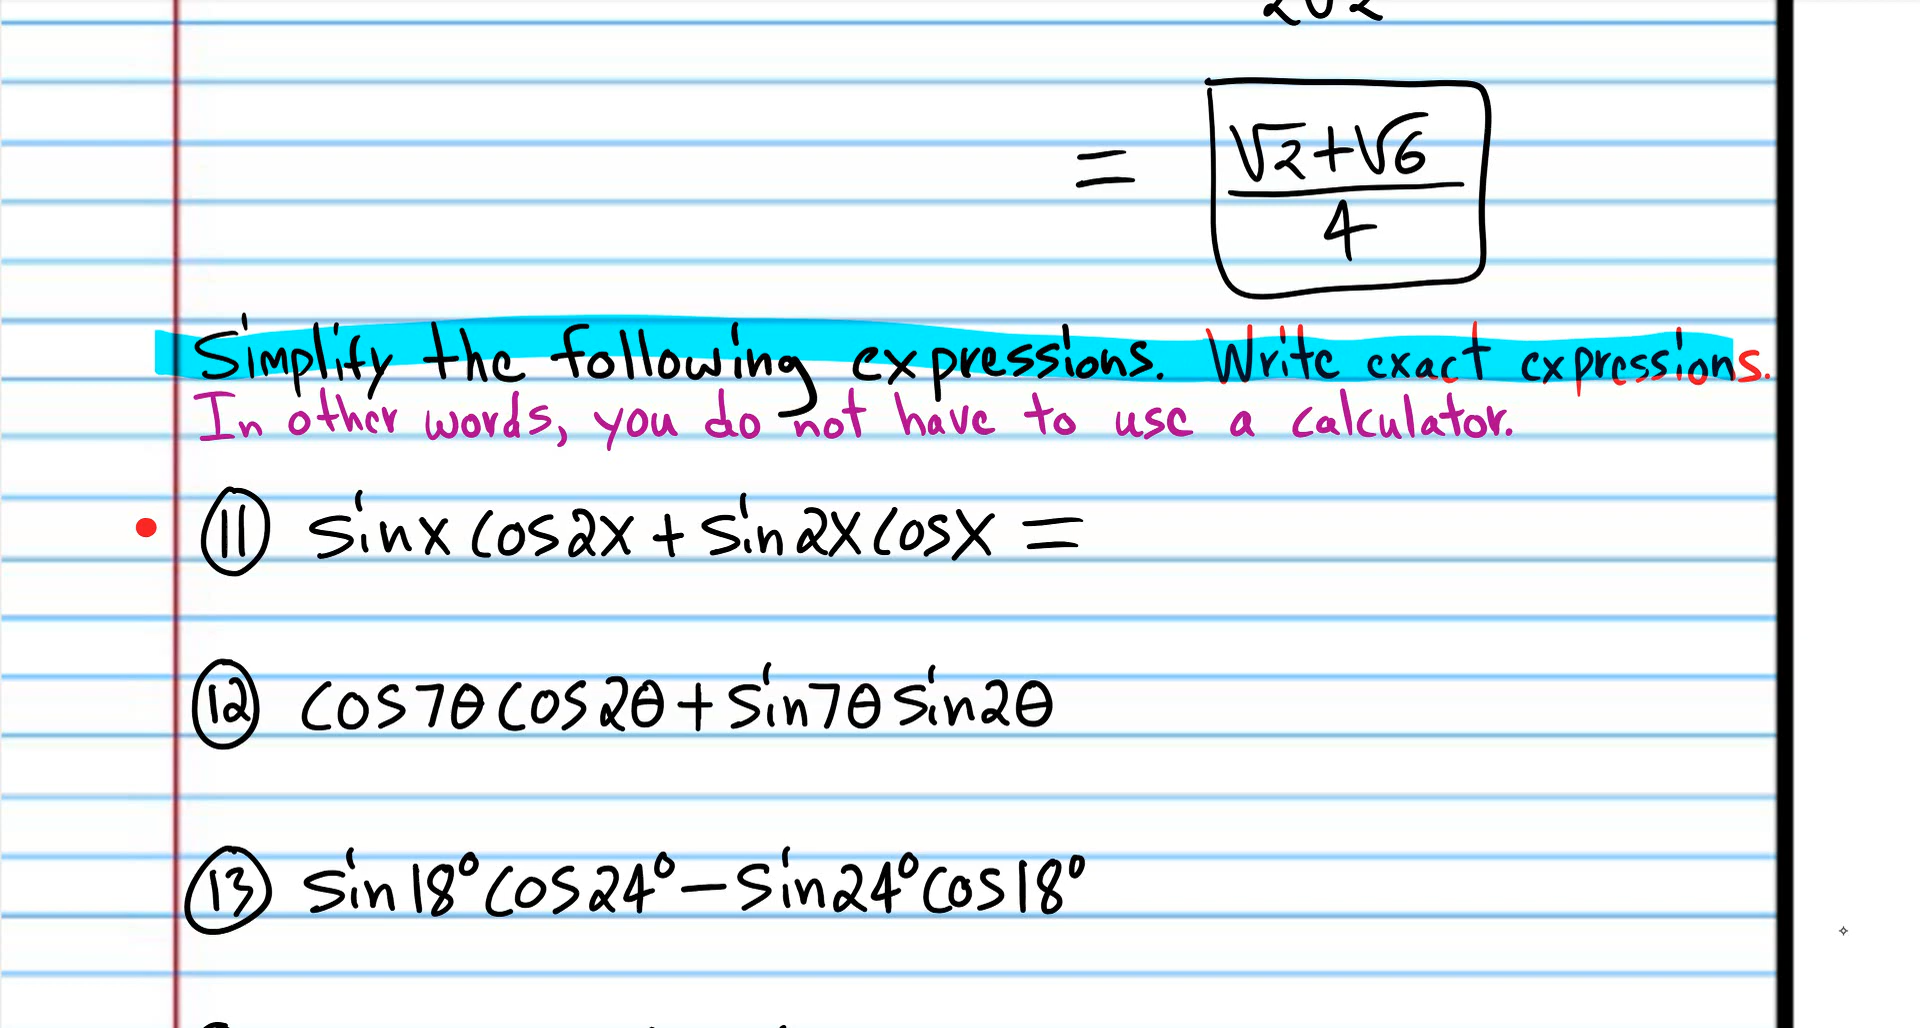 = √2+√6
4
Simplify the following expressions. Write exact expressions.
In other words, you do not have to use a calculator.
⑪ sinx cos2x + sin2x cosx =
⑫ cos7θ cos2θ + sin7θ sin2θ
⑬ sin18° cos24° − sin24° cos18°